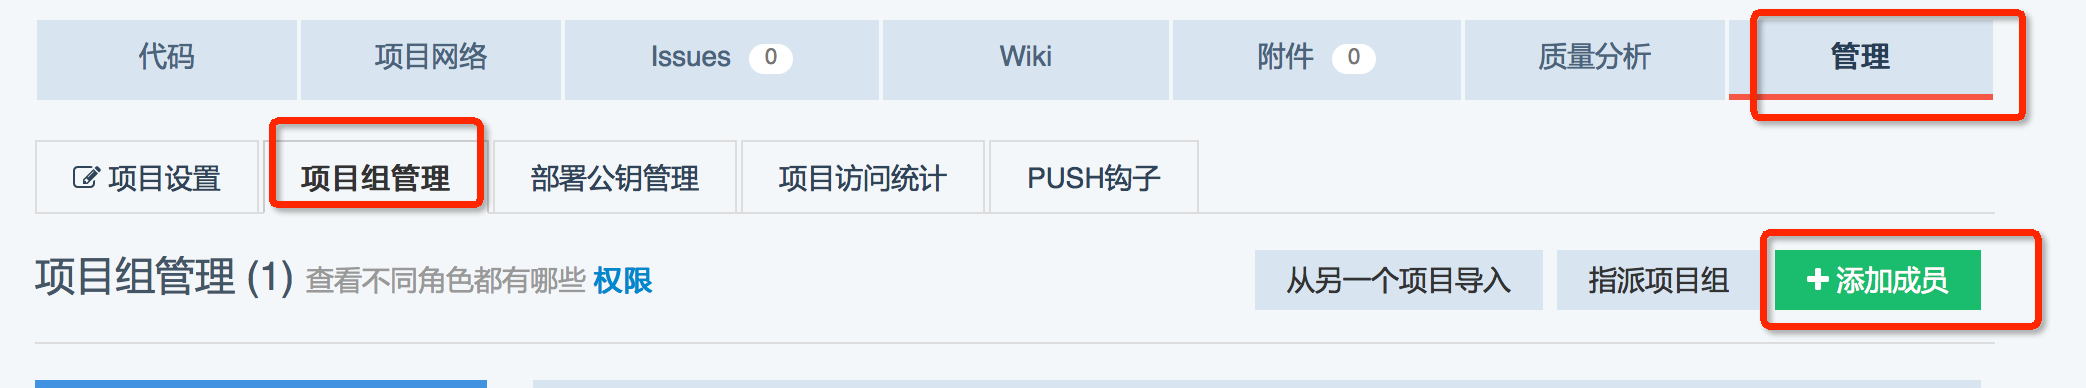 代码 项目网络 Issues 0 Wiki 附件 0 质量分析 管理
项目设置 项目组管理 部署公钥管理 项目访问统计 PUSH钩子
项目组管理 (1) 查看不同角色都有哪些 权限 从另一个项目导入 指派项目组 + 添加成员